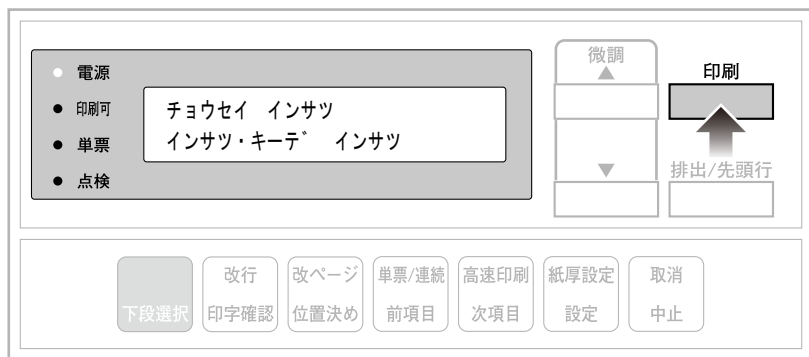 電源
印刷可
単票
点検
チョウセイ インサツ
インサツ・キーデ インサツ
微調
▲
▼
印刷
排出/先頭行
下段選択
改行
印字確認
改ページ
位置決め
単票/連続
前項目
高速印刷
次項目
紙厚設定
設定
取消
中止